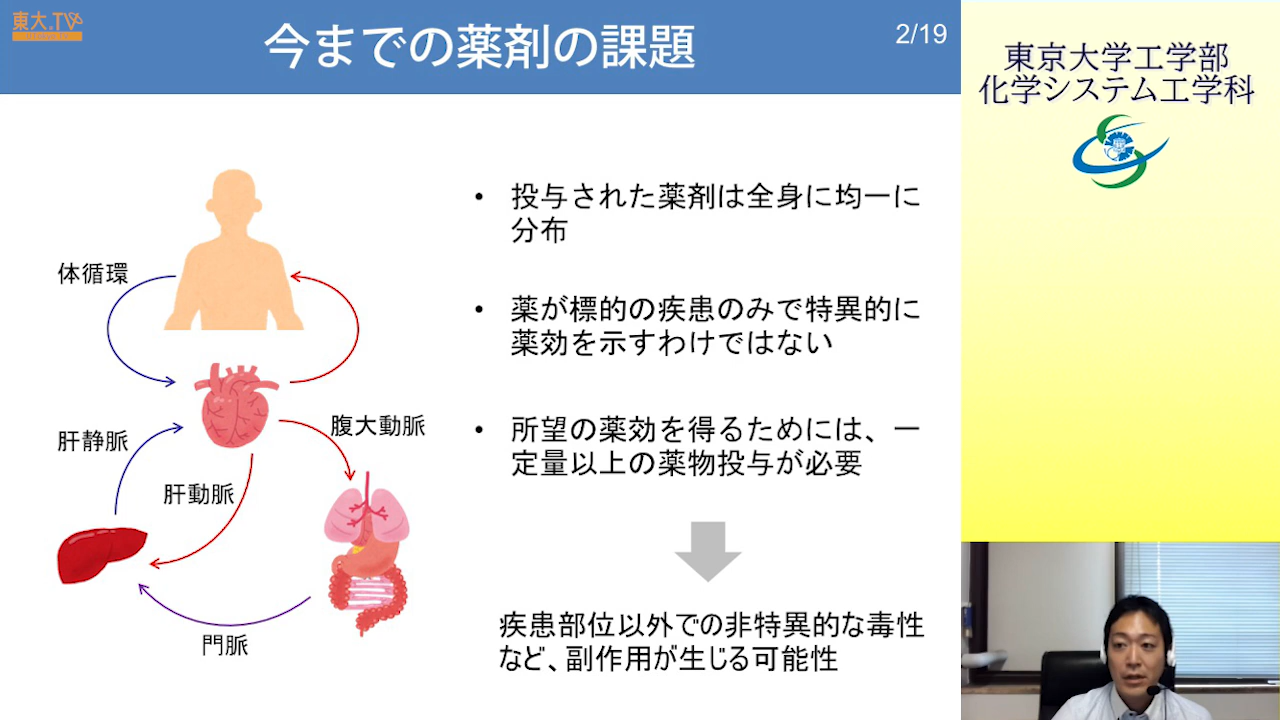 東大.TV
今までの薬剤の課題
2/19
東京大学工学部
化学システム工学科
体循環
肝静脈
肝動脈
腹大動脈
門脈
• 投与された薬剤は全身に均一に
分布
• 薬が標的の疾患のみで特異的に
薬効を示すわけではない
• 所望の薬効を得るためには、一
定量以上の薬物投与が必要
疾患部位以外での非特異的な毒性
など、副作用が生じる可能性